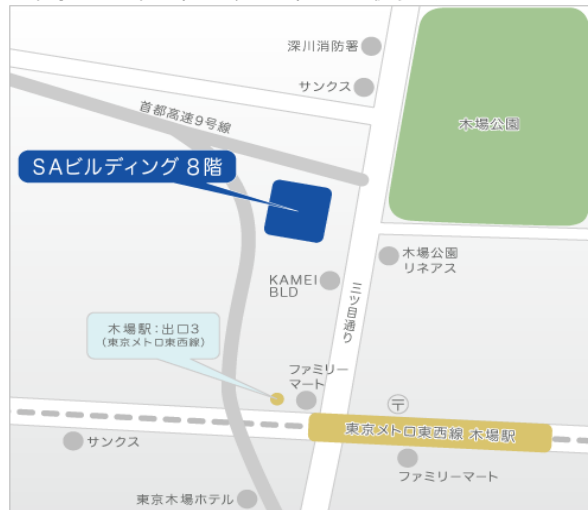 深川消防署
サンクス
首都高速9号線
木場公園
SAビルディング 8階
木場公園
リネアス
KAMEI
BLD
三ツ目通り
木場駅:出口3
(東京メトロ東西線)
ファミリー
マート
〒
東京メトロ東西線 木場駅
サンクス
ファミリーマート
東京木場ホテル